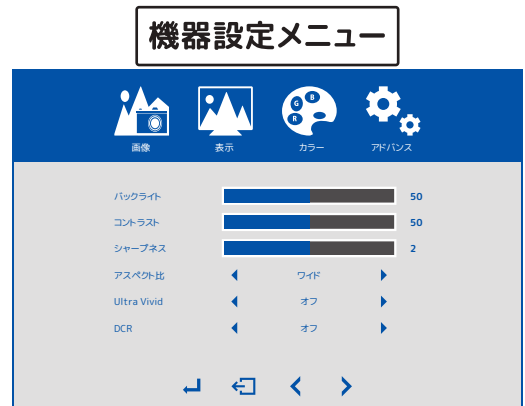 機器設定メニュー
B
G
R
画像 表示 カラー アドバンス
バックライト 50
コントラスト 50
シャープネス 2
アスペクト比 ワイド
Ultra Vivid オフ
DCR オフ